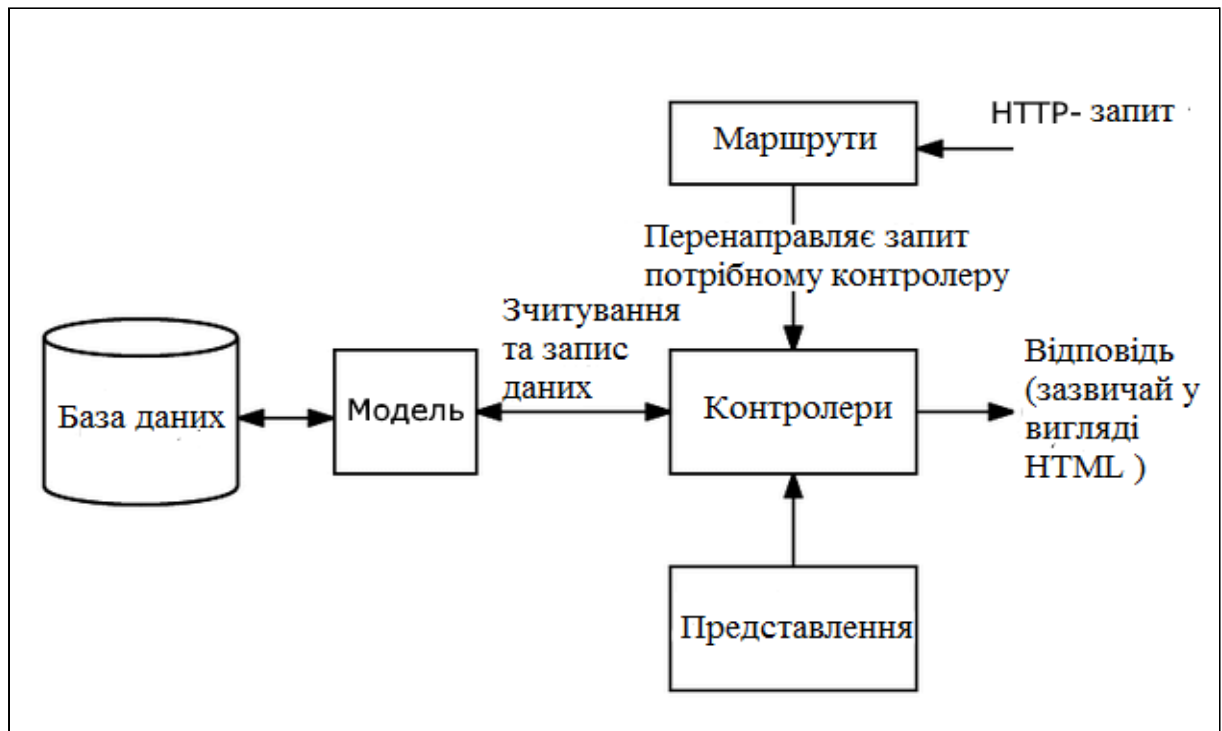 HTTP- запит
Маршрути
Перенаправляє запит
потрібному контролеру
Зчитування
та запис
даних
База даних
Модель
Контролери
Відповідь
(зазвичай у
вигляді
HTML )
Представлення